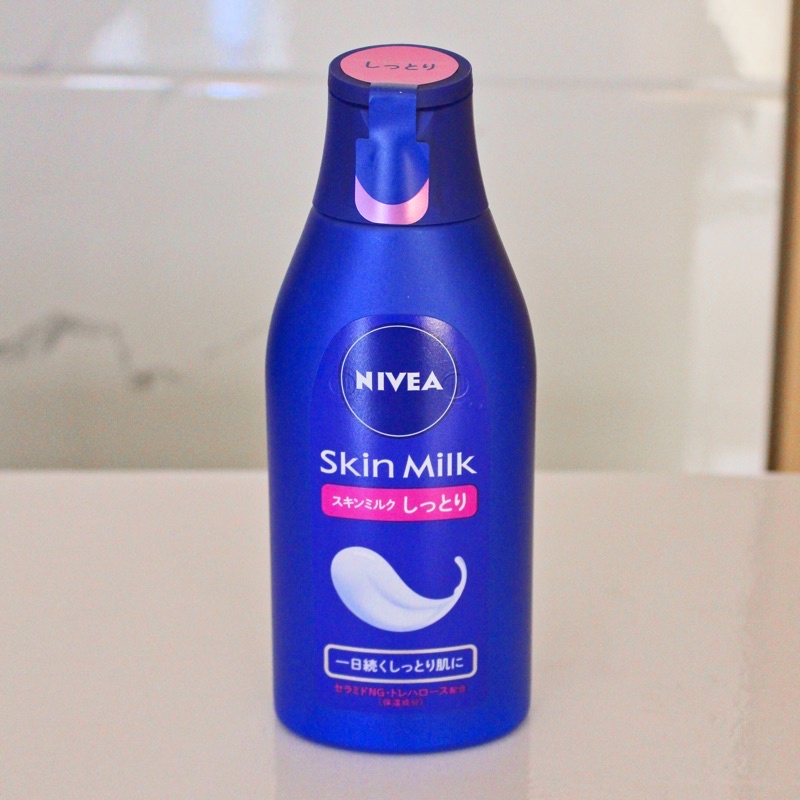 しっとり
NIVEA
Skin Milk
スキンミルク しっとり
一日続くしっとり肌に
セラミドNG・トレハロース配合
(保湿成分)